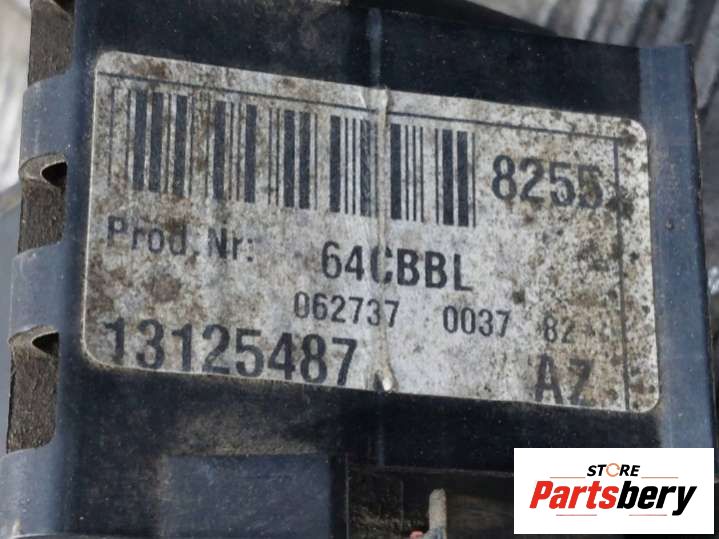 8255
Prod.Nr: 64CBBL
062737 0037 82
13125487 AZ
STORE
Partsbery